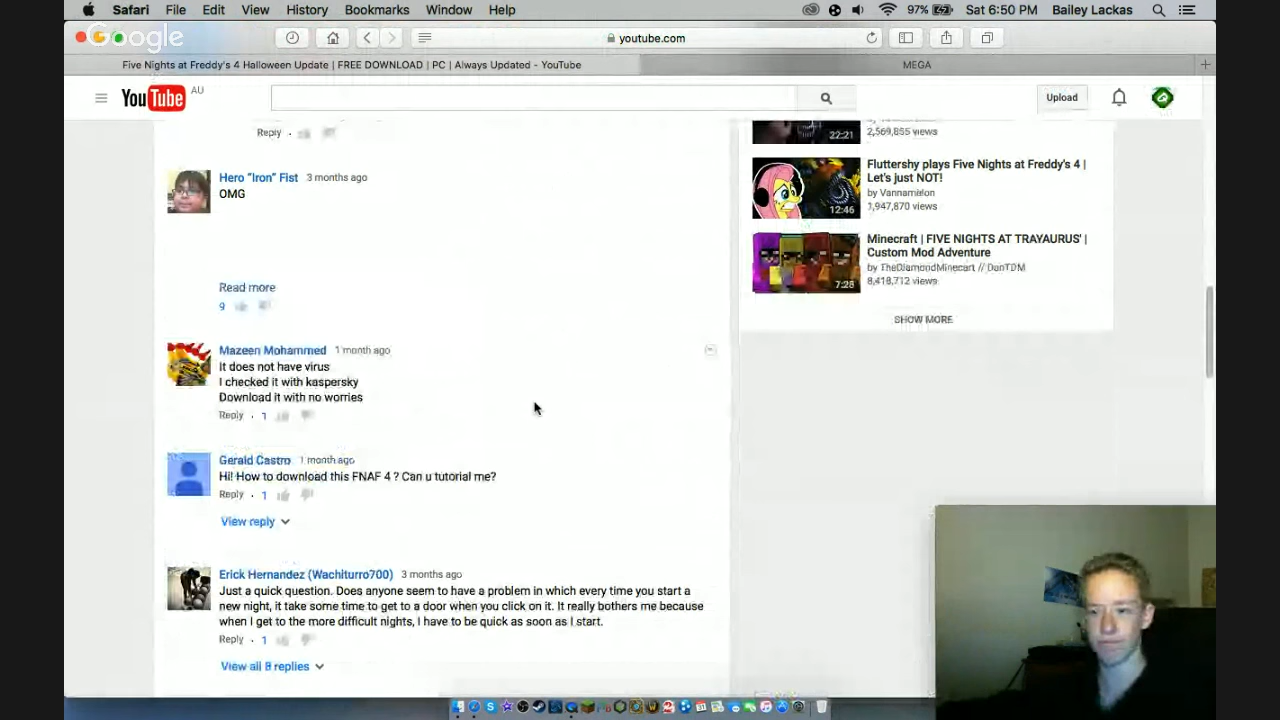 Safari File Edit View History Bookmarks Window Help 97% Sat 6:50 PM Bailey Lackas
Google
youtube.com
Five Nights at Freddy's 4 Halloween Update | FREE DOWNLOAD | PC | Always Updated - YouTube
MEGA
YouTube AU
Upload
Reply
22:21
2,569,855 views
Hero "Iron" Fist 3 months ago
OMG
Read more
9
Fluttershy plays Five Nights at Freddy's 4 |
Let's just NOT!
by Vannamelon
1,947,870 views
12:46
Minecraft | FIVE NIGHTS AT TRAYAURUS' |
Custom Mod Adventure
by TheDiamondMinecart // DanTDM
8,418,712 views
7:28
SHOW MORE
Mazeen Mohammed 1 month ago
It does not have virus
I checked it with kaspersky
Download it with no worries
Reply · 1
Gerald Castro 1 month ago
Hi! How to download this FNAF 4 ? Can u tutorial me?
Reply · 1
View reply
Erick Hernandez (Wachiturro700) 3 months ago
Just a quick question. Does anyone seem to have a problem in which every time you start a
new night, it take some time to get to a door when you click on it. It really bothers me because
when I get to the more difficult nights, I have to be quick as soon as I start.
Reply · 1
View all 8 replies